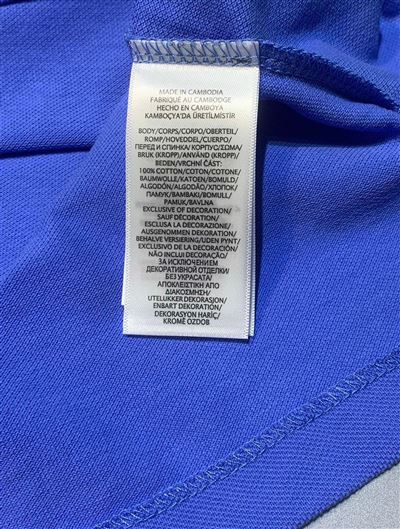 MADE IN CAMBODIA
FABRIQUÉ AU CAMBODGE
HECHO EN CAMBOYA
KAMBOÇYA'DA ÜRETİLMİSTİR
BODY/CORPS/CORPO/OBERTEIL/
ROMP/HOVEDDEL/CUERPO/
ПЕРЕД И СПИНКА/КОРПУС/ΣΩΜΑ/
BRUK (KROPP)/ANVÄND (KROPP)/
BEDEN/VRCHNÍ ČÁST:
100% COTTON/COTON/COTONE/
BAUMWOLLE/KATOEN/BOMULD/
ALGODÓN/ALGODÃO/ХЛОПОК/
ПАМУК/ΒΑΜΒΑΚΙ/BOMULL/
PAMUK/BAVLNA
EXCLUSIVE OF DECORATION/
SAUF DÉCORATION/
ESCLUSA LA DECORAZIONE/
AUSGENOMMEN DEKORATION/
BEHALVE VERSIERING/UDEN PYNT/
EXCLUSIVO DE LA DECORACIÓN/
NÃO INCLUI DECORAÇÃO/
ЗА ИСКЛЮЧЕНИЕМ
ДЕКОРАТИВНОЙ ОТДЕЛКИ/
БЕЗ УКРАСАТА/
ΑΠΟΚΛΕΙΣΤΙΚΗ ΑΠΟ
ΔΙΑΚΟΣΜΗΣΗ/
UTELUKKER DEKORASJON/
ENBART DEKORATION/
DEKORASYON HARİÇ/
KROMĚ OZDOB